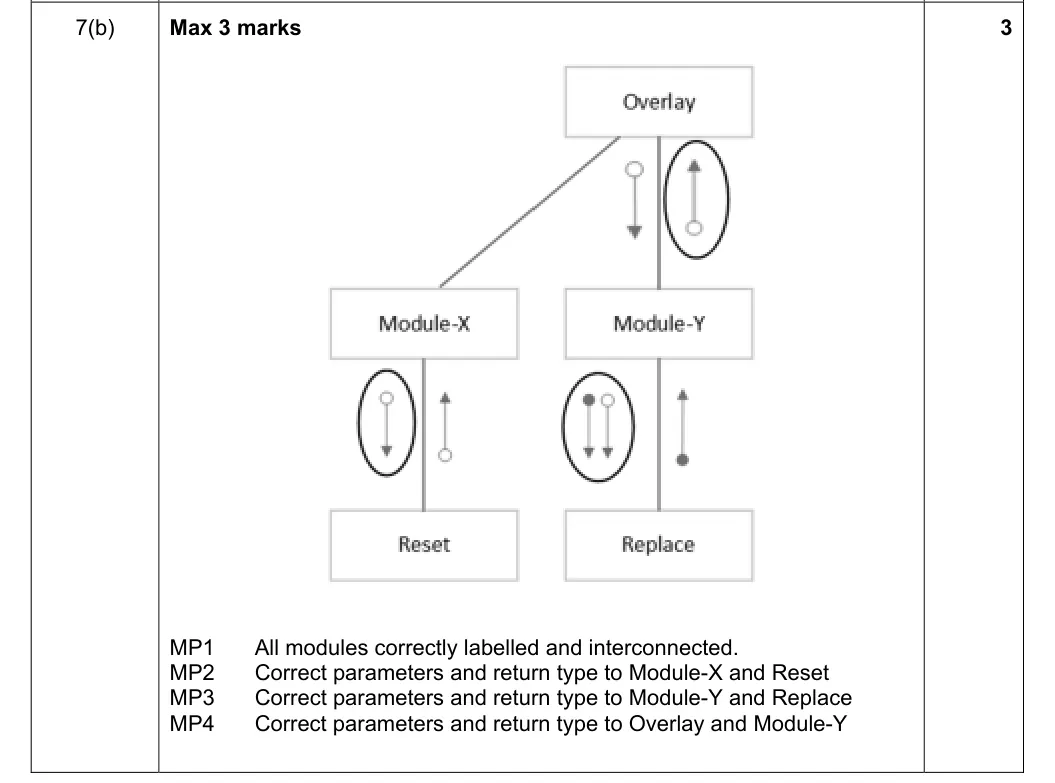 7(b) Max 3 marks 3
Overlay
Module-X Module-Y
Reset Replace
MP1 All modules correctly labelled and interconnected.
MP2 Correct parameters and return type to Module-X and Reset
MP3 Correct parameters and return type to Module-Y and Replace
MP4 Correct parameters and return type to Overlay and Module-Y